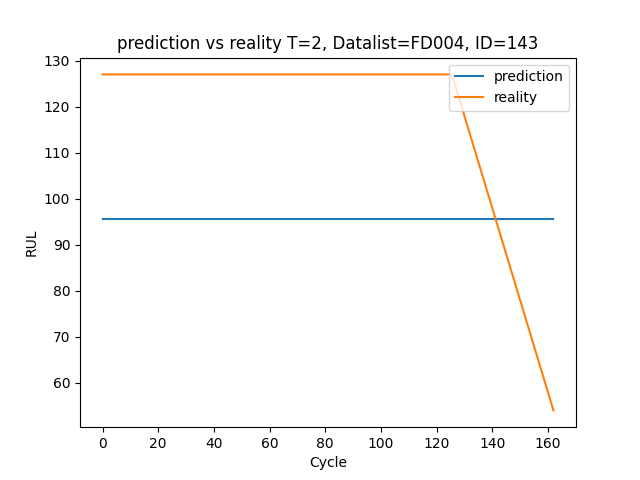 prediction vs reality T=2, Datalist=FD004, ID=143
130
120
110
100
90
80
70
60
RUL
prediction
reality
0 20 40 60 80 100 120 140 160
Cycle